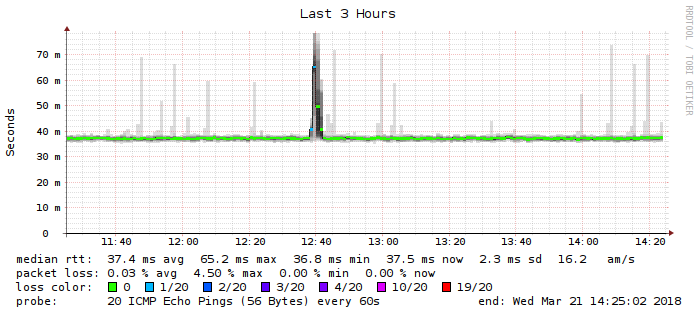 Last 3 Hours
RRDTOOL / TOBI OETIKER
Seconds
70 m
60 m
50 m
40 m
30 m
20 m
10 m
0
11:40 12:00 12:20 12:40 13:00 13:20 13:40 14:00 14:20
median rtt: 37.4 ms avg 65.2 ms max 36.8 ms min 37.5 ms now 2.3 ms sd 16.2 am/s
packet loss: 0.03 % avg 4.50 % max 0.00 % min 0.00 % now
loss color: 0 1/20 2/20 3/20 4/20 10/20 19/20
probe: 20 ICMP Echo Pings (56 Bytes) every 60s end: Wed Mar 21 14:25:02 2018